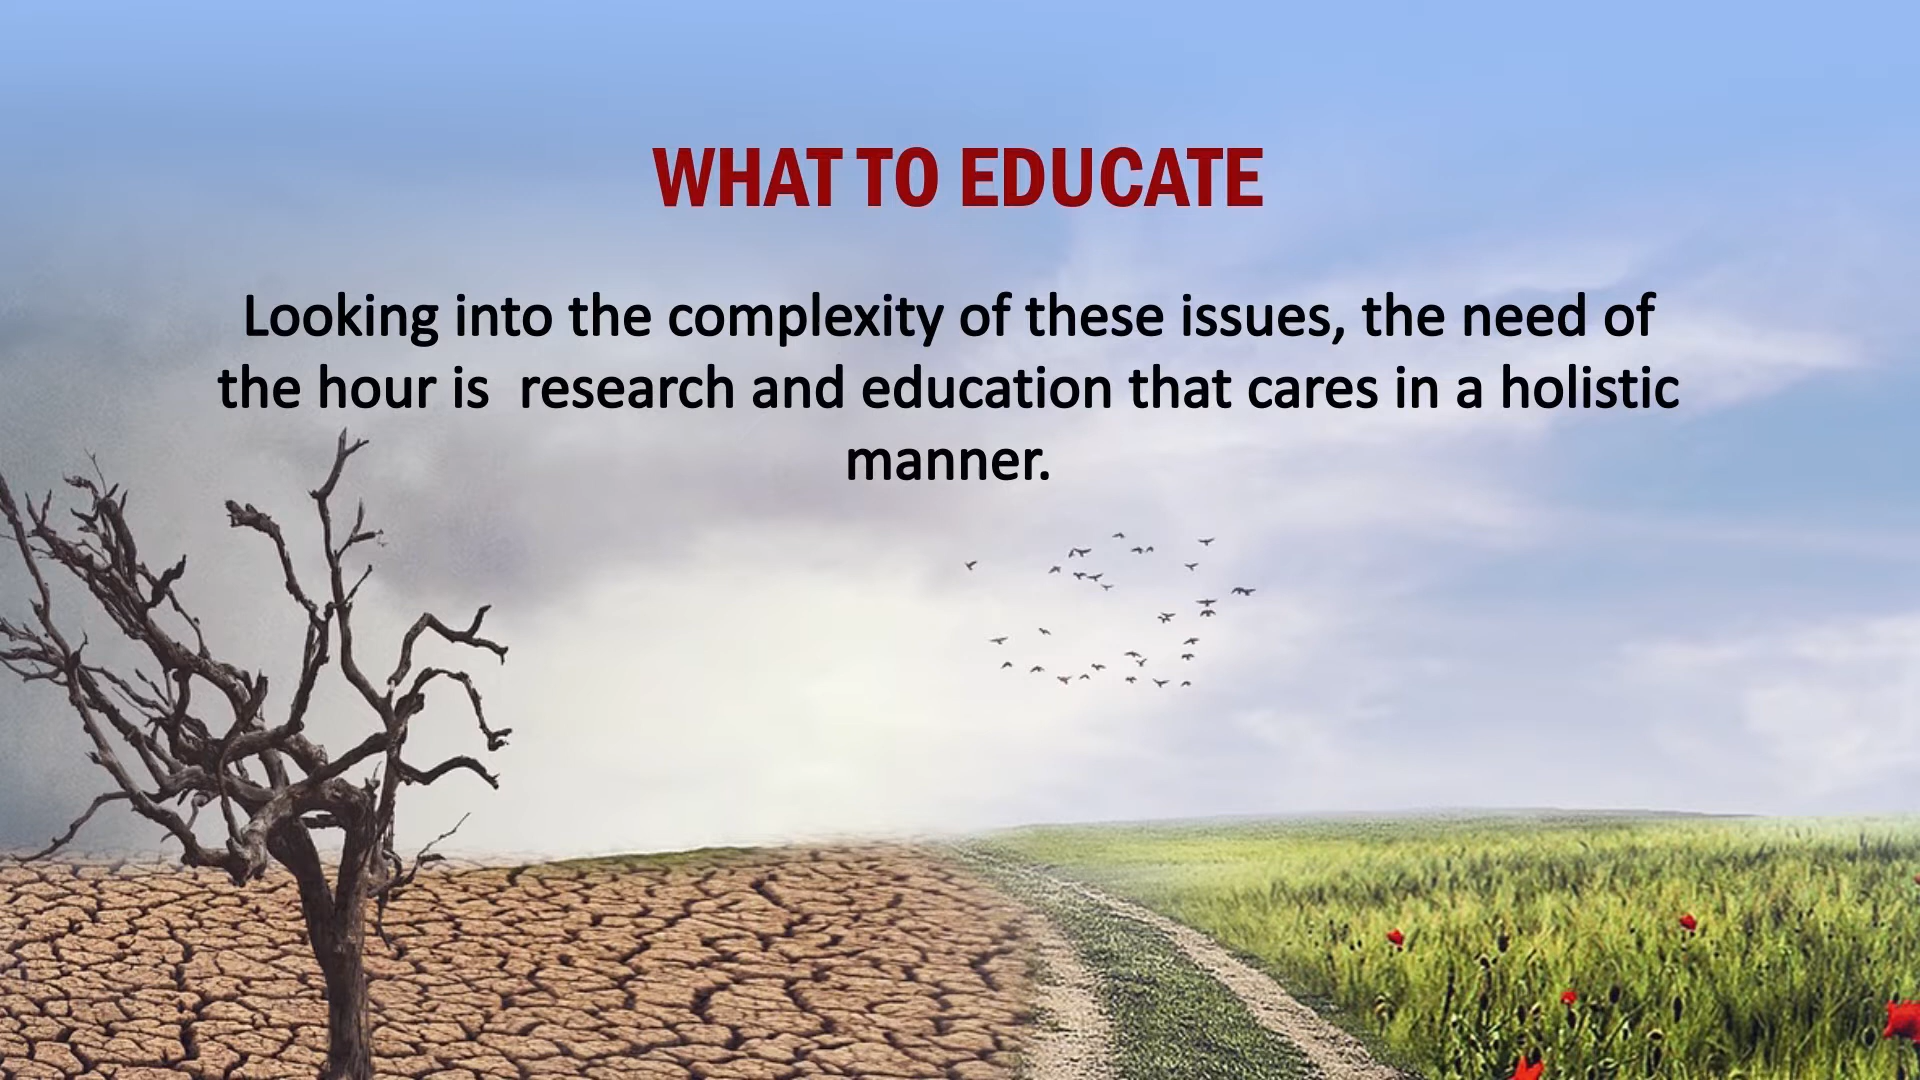 WHAT TO EDUCATE
Looking into the complexity of these issues, the need of
the hour is  research and education that cares in a holistic
manner.